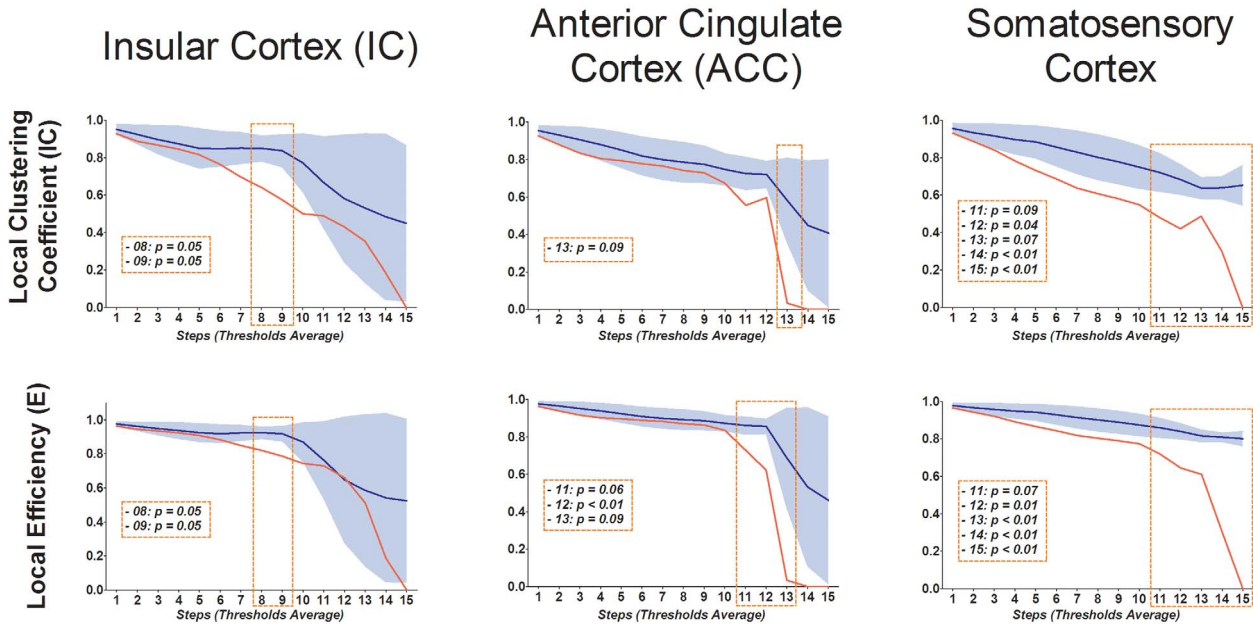 Insular Cortex (IC)
Anterior Cingulate
Cortex (ACC)
Somatosensory
Cortex
Local Clustering
Coefficient (IC)
1.0
0.8
0.6
0.4
0.2
0.0
- 08: p = 0.05
- 09: p = 0.05
1 2 3 4 5 6 7 8 9 10 11 12 13 14 15
Steps (Thresholds Average)
1.0
0.8
0.6
0.4
0.2
0.0
- 13: p = 0.09
1 2 3 4 5 6 7 8 9 10 11 12 13 14 15
Steps (Thresholds Average)
1.0
0.8
0.6
0.4
0.2
0.0
- 11: p = 0.09
- 12: p = 0.04
- 13: p = 0.07
- 14: p < 0.01
- 15: p < 0.01
1 2 3 4 5 6 7 8 9 10 11 12 13 14 15
Steps (Thresholds Average)
Local Efficiency (E)
1.0
0.8
0.6
0.4
0.2
0.0
- 08: p = 0.05
- 09: p = 0.05
1 2 3 4 5 6 7 8 9 10 11 12 13 14 15
Steps (Thresholds Average)
1.0
0.8
0.6
0.4
0.2
0.0
- 11: p = 0.06
- 12: p < 0.01
- 13: p = 0.09
1 2 3 4 5 6 7 8 9 10 11 12 13 14 15
Steps (Thresholds Average)
1.0
0.8
0.6
0.4
0.2
0.0
- 11: p = 0.07
- 12: p = 0.01
- 13: p < 0.01
- 14: p < 0.01
- 15: p < 0.01
1 2 3 4 5 6 7 8 9 10 11 12 13 14 15
Steps (Thresholds Average)